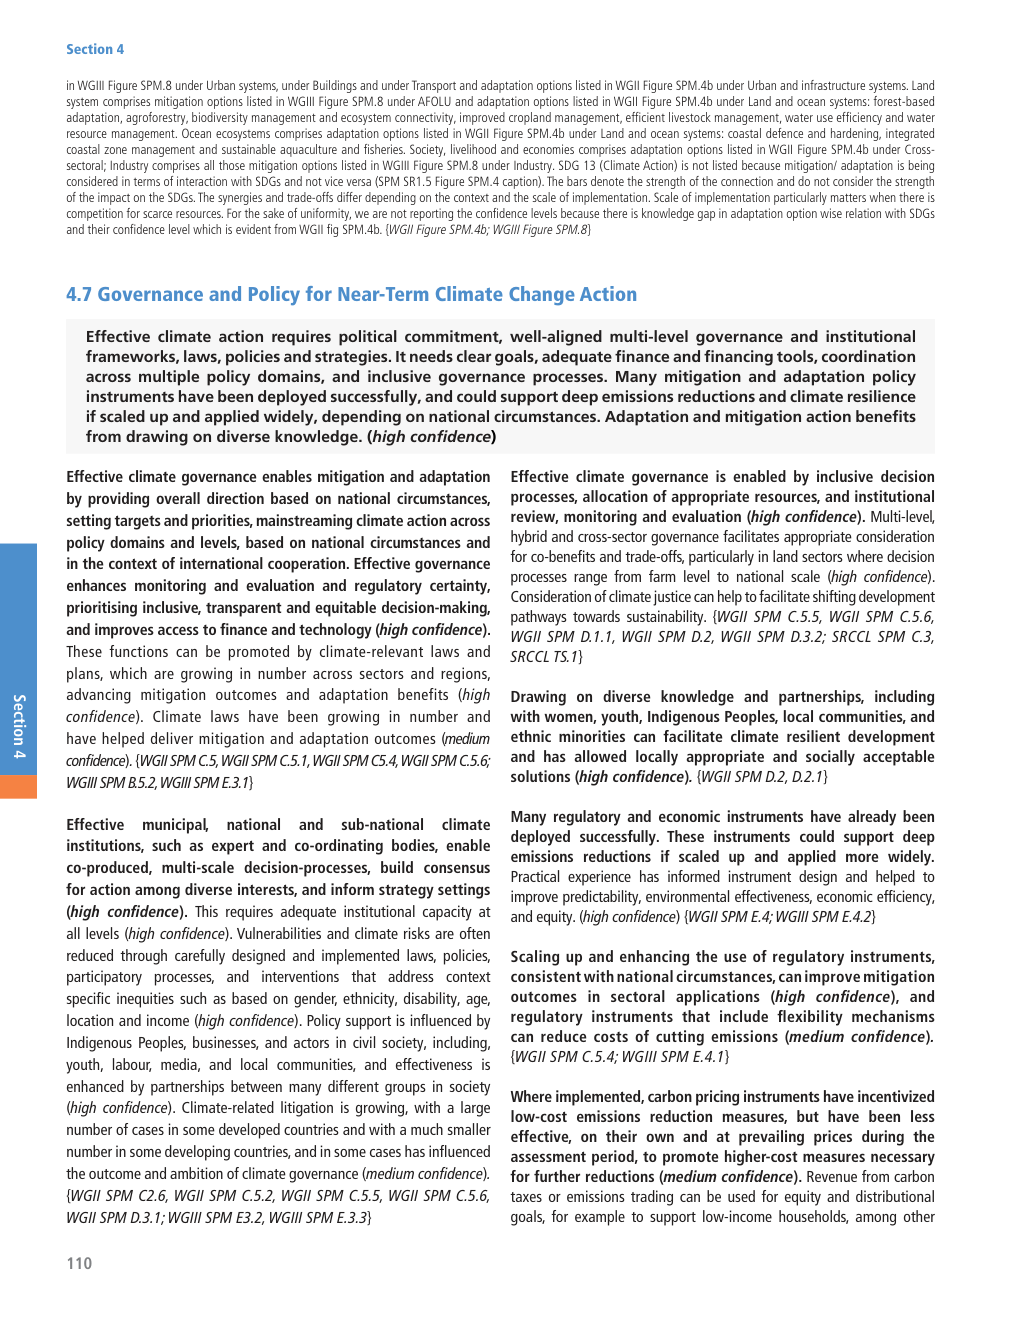 Section 4
in WGIII Figure SPM.8 under Urban systems, under Buildings and under Transport and adaptation options listed in WGII Figure SPM.4b under Urban and infrastructure systems. Land
system comprises mitigation options listed in WGIII Figure SPM.8 under AFOLU and adaptation options listed in WGII Figure SPM.4b under Land and ocean systems: forest-based
adaptation, agroforestry, biodiversity management and ecosystem connectivity, improved cropland management, efficient livestock management, water use efficiency and water
resource management. Ocean ecosystems comprises adaptation options listed in WGII Figure SPM.4b under Land and ocean systems: coastal defence and hardening, integrated
coastal zone management and sustainable aquaculture and fisheries. Society, livelihood and economies comprises adaptation options listed in WGII Figure SPM.4b under Cross-
sectoral; Industry comprises all those mitigation options listed in WGIII Figure SPM.8 under Industry. SDG 13 (Climate Action) is not listed because mitigation/ adaptation is being
considered in terms of interaction with SDGs and not vice versa (SPM SR1.5 Figure SPM.4 caption). The bars denote the strength of the connection and do not consider the strength
of the impact on the SDGs. The synergies and trade-offs differ depending on the context and the scale of implementation. Scale of implementation particularly matters when there is
competition for scarce resources. For the sake of uniformity, we are not reporting the confidence levels because there is knowledge gap in adaptation option wise relation with SDGs
and their confidence level which is evident from WGII fig SPM.4b. {WGII Figure SPM.4b; WGIII Figure SPM.8}
4.7 Governance and Policy for Near-Term Climate Change Action
Effective climate action requires political commitment, well-aligned multi-level governance and institutional
frameworks, laws, policies and strategies. It needs clear goals, adequate finance and financing tools, coordination
across multiple policy domains, and inclusive governance processes. Many mitigation and adaptation policy
instruments have been deployed successfully, and could support deep emissions reductions and climate resilience
if scaled up and applied widely, depending on national circumstances. Adaptation and mitigation action benefits
from drawing on diverse knowledge. (high confidence)
Effective climate governance enables mitigation and adaptation
by providing overall direction based on national circumstances,
setting targets and priorities, mainstreaming climate action across
policy domains and levels, based on national circumstances and
in the context of international cooperation. Effective governance
enhances monitoring and evaluation and regulatory certainty,
prioritising inclusive, transparent and equitable decision-making,
and improves access to finance and technology (high confidence).
These functions can be promoted by climate-relevant laws and
plans, which are growing in number across sectors and regions,
advancing mitigation outcomes and adaptation benefits (high
confidence). Climate laws have been growing in number and
have helped deliver mitigation and adaptation outcomes (medium
confidence). {WGII SPM C.5, WGII SPM C.5.1, WGII SPM C5.4, WGII SPM C.5.6;
WGIII SPM B.5.2, WGIII SPM E.3.1}
Effective municipal, national and sub-national climate
institutions, such as expert and co-ordinating bodies, enable
co-produced, multi-scale decision-processes, build consensus
for action among diverse interests, and inform strategy settings
(high confidence). This requires adequate institutional capacity at
all levels (high confidence). Vulnerabilities and climate risks are often
reduced through carefully designed and implemented laws, policies,
participatory processes, and interventions that address context
specific inequities such as based on gender, ethnicity, disability, age,
location and income (high confidence). Policy support is influenced by
Indigenous Peoples, businesses, and actors in civil society, including,
youth, labour, media, and local communities, and effectiveness is
enhanced by partnerships between many different groups in society
(high confidence). Climate-related litigation is growing, with a large
number of cases in some developed countries and with a much smaller
number in some developing countries, and in some cases has influenced
the outcome and ambition of climate governance (medium confidence).
{WGII SPM C2.6, WGII SPM C.5.2, WGII SPM C.5.5, WGII SPM C.5.6,
WGII SPM D.3.1; WGIII SPM E3.2, WGIII SPM E.3.3}
Effective climate governance is enabled by inclusive decision
processes, allocation of appropriate resources, and institutional
review, monitoring and evaluation (high confidence). Multi-level,
hybrid and cross-sector governance facilitates appropriate consideration
for co-benefits and trade-offs, particularly in land sectors where decision
processes range from farm level to national scale (high confidence).
Consideration of climate justice can help to facilitate shifting development
pathways towards sustainability. {WGII SPM C.5.5, WGII SPM C.5.6,
WGII SPM D.1.1, WGII SPM D.2, WGII SPM D.3.2; SRCCL SPM C.3,
SRCCL TS.1}
Drawing on diverse knowledge and partnerships, including
with women, youth, Indigenous Peoples, local communities, and
ethnic minorities can facilitate climate resilient development
and has allowed locally appropriate and socially acceptable
solutions (high confidence). {WGII SPM D.2, D.2.1}
Many regulatory and economic instruments have already been
deployed successfully. These instruments could support deep
emissions reductions if scaled up and applied more widely.
Practical experience has informed instrument design and helped to
improve predictability, environmental effectiveness, economic efficiency,
and equity. (high confidence) {WGII SPM E.4; WGIII SPM E.4.2}
Scaling up and enhancing the use of regulatory instruments,
consistent with national circumstances, can improve mitigation
outcomes in sectoral applications (high confidence), and
regulatory instruments that include flexibility mechanisms
can reduce costs of cutting emissions (medium confidence).
{WGII SPM C.5.4; WGIII SPM E.4.1}
Where implemented, carbon pricing instruments have incentivized
low-cost emissions reduction measures, but have been less
effective, on their own and at prevailing prices during the
assessment period, to promote higher-cost measures necessary
for further reductions (medium confidence). Revenue from carbon
taxes or emissions trading can be used for equity and distributional
goals, for example to support low-income households, among other
Section 4
110